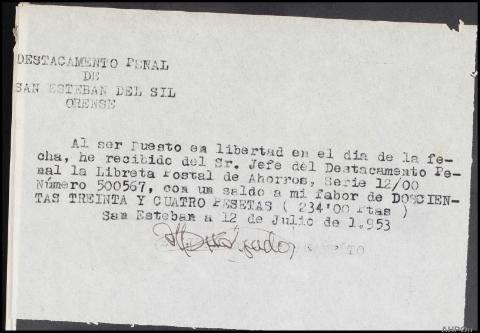 DESTACAMENTO PENAL
DE
SAN ESTEBAN DEL SIL
ORENSE
Al ser puesto em libertad en el dia de la fe-
cha, he recibido del Sr. Jefe del Destacamento Pe-
mal la Libreta Postal de Ahorros, Serie 12/00
Número 500567, con um saldo a mi fabor de DOSCIEN-
TAS TREINTA Y CUATRO PESETAS ( 234'00 Ptas )
San Esteban a 12 de Julio de 1.953